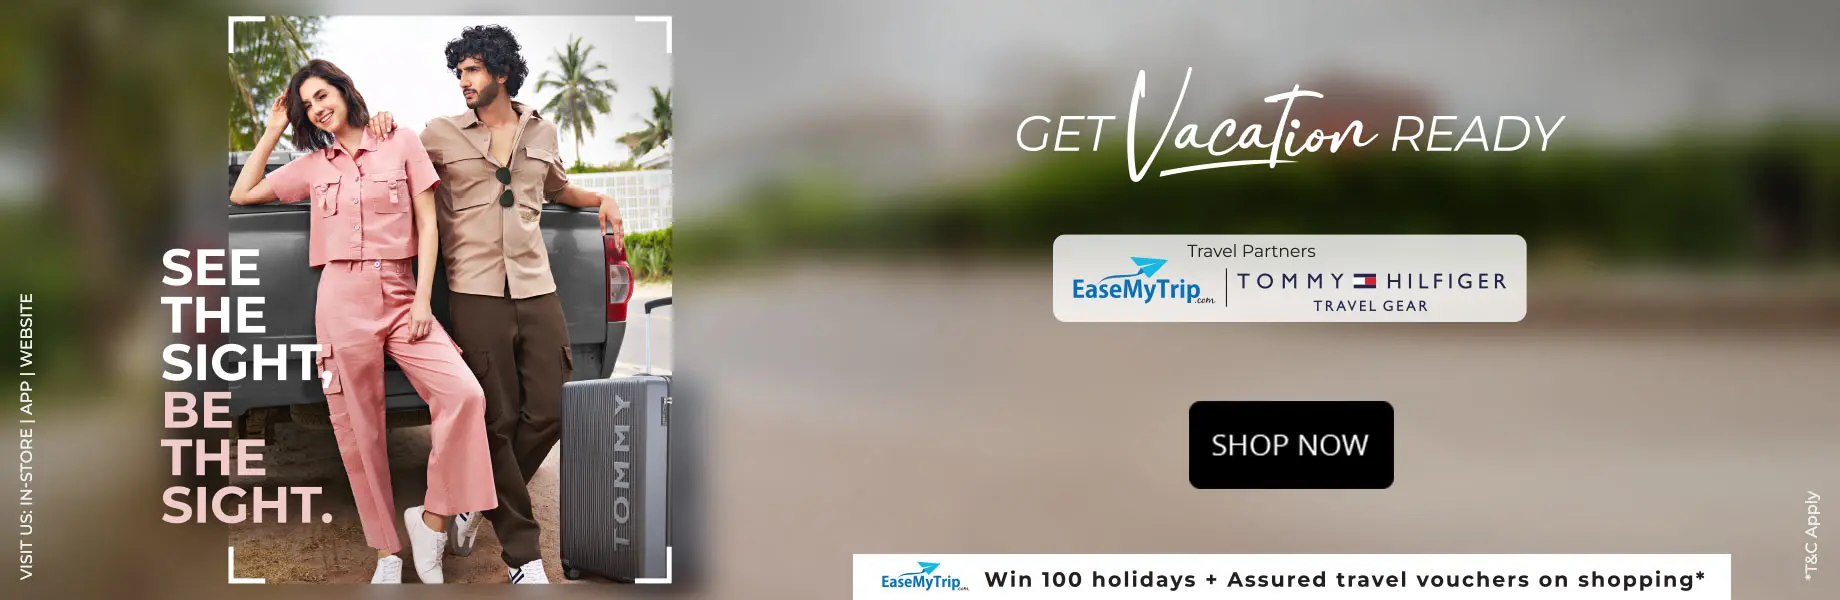 VISIT US: IN-STORE | APP | WEBSITE
SEE
THE
SIGHT,
BE
THE
SIGHT.
TOMMY
GET Vacation READY
Travel Partners
EaseMyTrip.com | TOMMY HILFIGER
TRAVEL GEAR
SHOP NOW
EaseMyTrip.com Win 100 holidays + Assured travel vouchers on shopping*
*T&C Apply